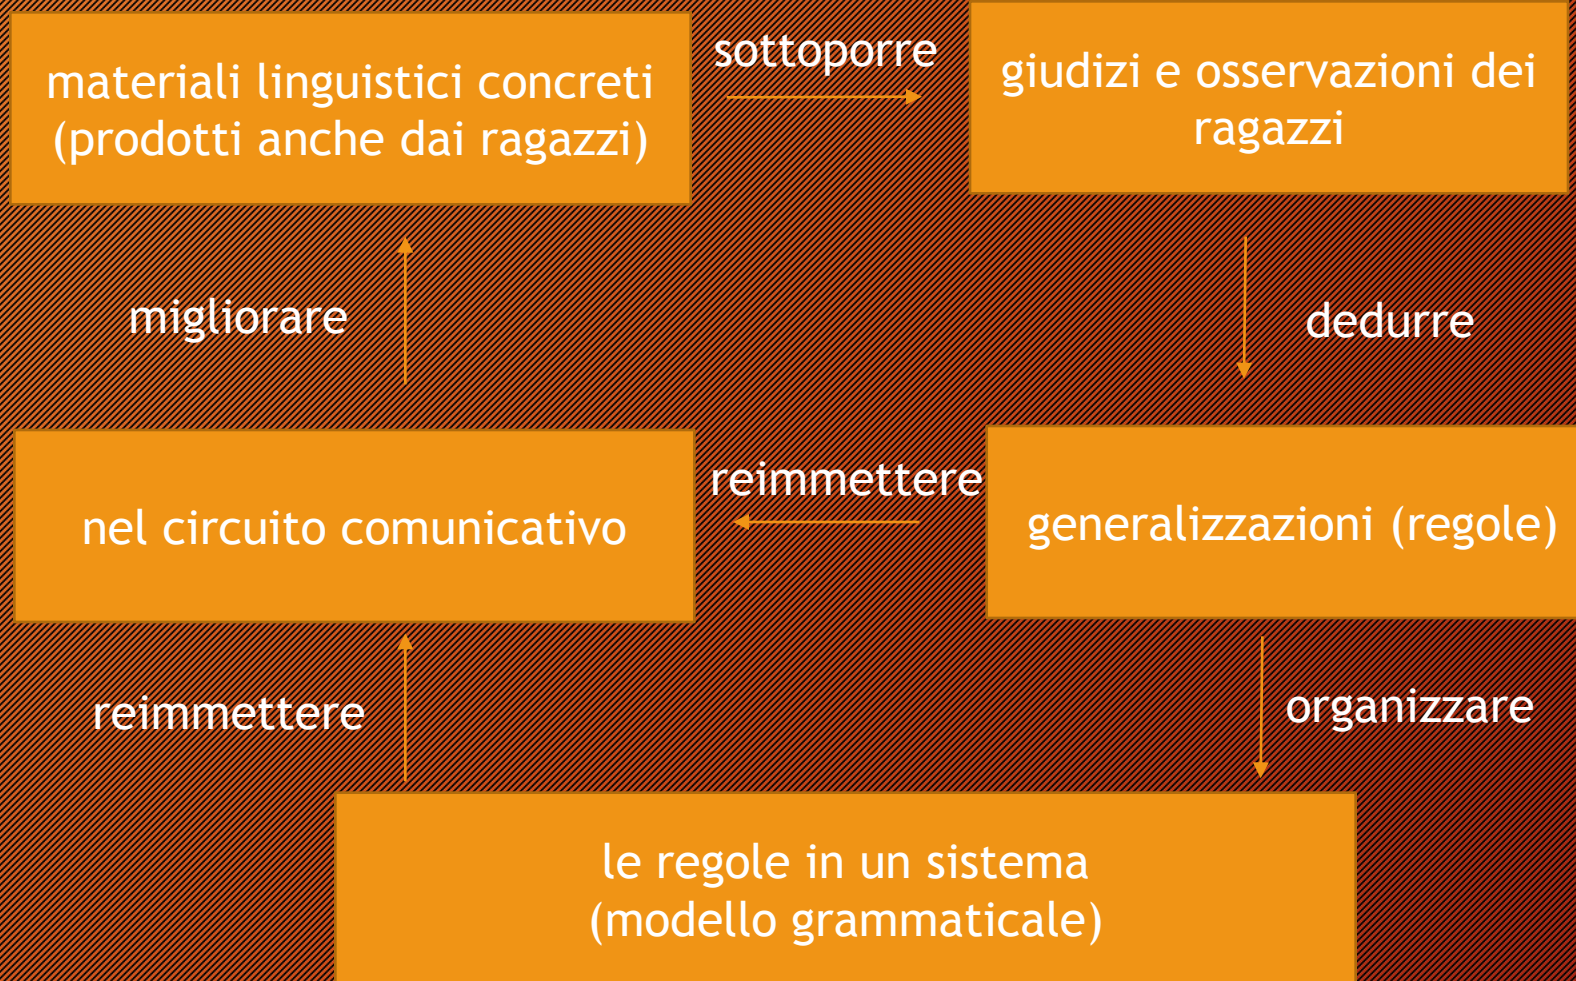 materiali linguistici concreti
(prodotti anche dai ragazzi)
sottoporre
giudizi e osservazioni dei
ragazzi
migliorare
dedurre
nel circuito comunicativo
reimmettere
generalizzazioni (regole)
reimmettere
organizzare
le regole in un sistema
(modello grammaticale)